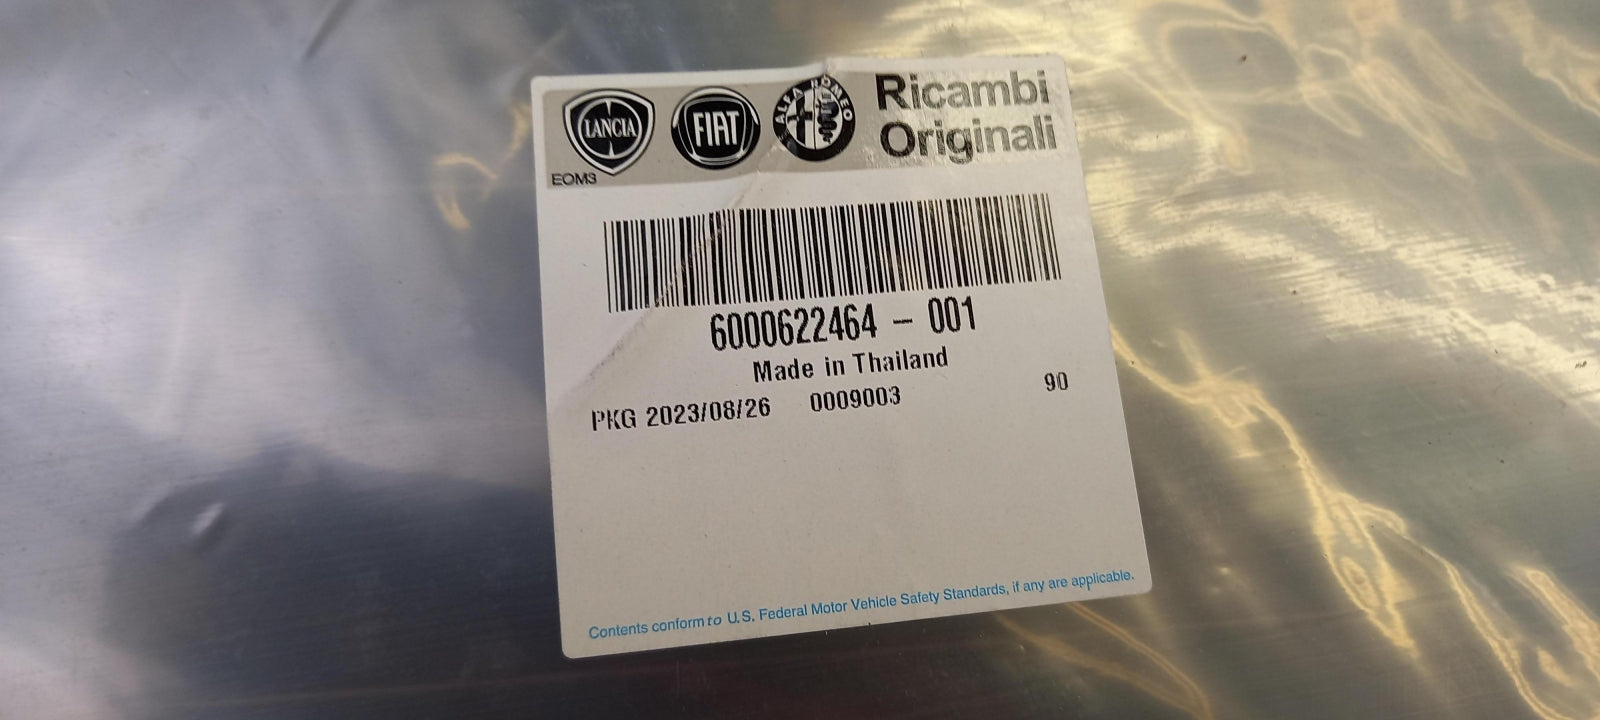 LANCIA FIAT ALFA ROMEO Ricambi
Originali
EOM3
6000622464 - 001
Made in Thailand
PKG 2023/08/26 0009003 90
Contents conform to U.S. Federal Motor Vehicle Safety Standards, if any are applicable.